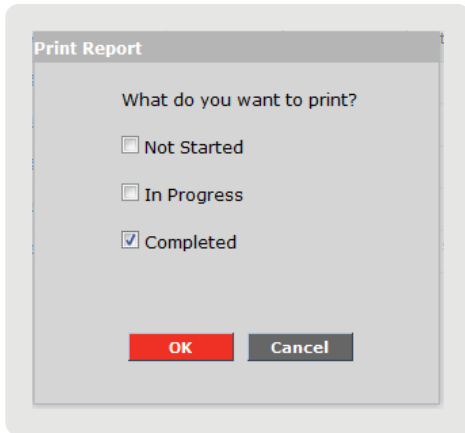 Print Report
What do you want to print?
Not Started
In Progress
Completed
OK
Cancel